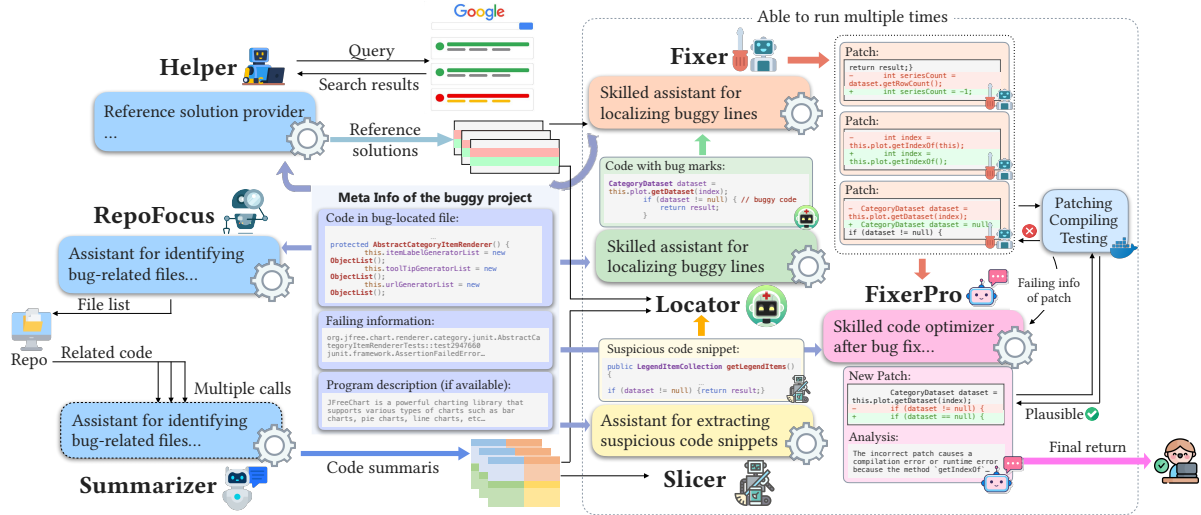 Google
Able to run multiple times
Helper
Query
Search results
Reference solution provider
...
Reference
solutions
Fixer
Skilled assistant for
localizing buggy lines
Patch:
return result;}
- int seriesCount =
dataset.getRowCount();
+ int seriesCount = -1;
Patch:
- int index =
this.plot.getIndexOf(this);
+ int index =
this.plot.getIndexOf();
Patch:
- CategoryDataset dataset =
this.plot.getDataset(index);
+ CategoryDataset dataset = null
if (dataset != null) {
Patching
Compiling
Testing
Code with bug marks:
CategoryDataset dataset =
this.plot.getDataset(index);
if (dataset != null) { // buggy code
return result;
}
Skilled assistant for
localizing buggy lines
Locator
RepoFocus
Assistant for identifying
bug-related files...
File list
Repo
Related code
Multiple calls
Assistant for identifying
bug-related files...
Summarizer
Code summaris
Meta Info of the buggy project
Code in bug-located file:
...
protected AbstractCategoryItemRenderer() {
this.itemLabelGeneratorList = new
ObjectList();
this.toolTipGeneratorList = new
ObjectList();
this.urlGeneratorList = new
ObjectList();
Failing information:
org.jfree.chart.renderer.category.junit.AbstractCa
tegoryItemRendererTests::test2947660
junit.framework.AssertionFailedError…
Program description (if available):
JFreeChart is a powerful charting library that
supports various types of charts such as bar
charts, pie charts, line charts, etc…
Suspicious code snippet:
public LegendItemCollection getLegendItems()
{
...
if (dataset != null) {return result;}
Assistant for extracting
suspicious code snippets
Slicer
FixerPro
Failing info
of patch
Skilled code optimizer
after bug fix...
New Patch:
CategoryDataset dataset =
this.plot.getDataset(index);
- if (dataset != null) {
+ if (dataset == null) {
Analysis:
The incorrect patch causes a
compilation error or runtime error
because the method `getIndexOf`…
Plausible
Final return